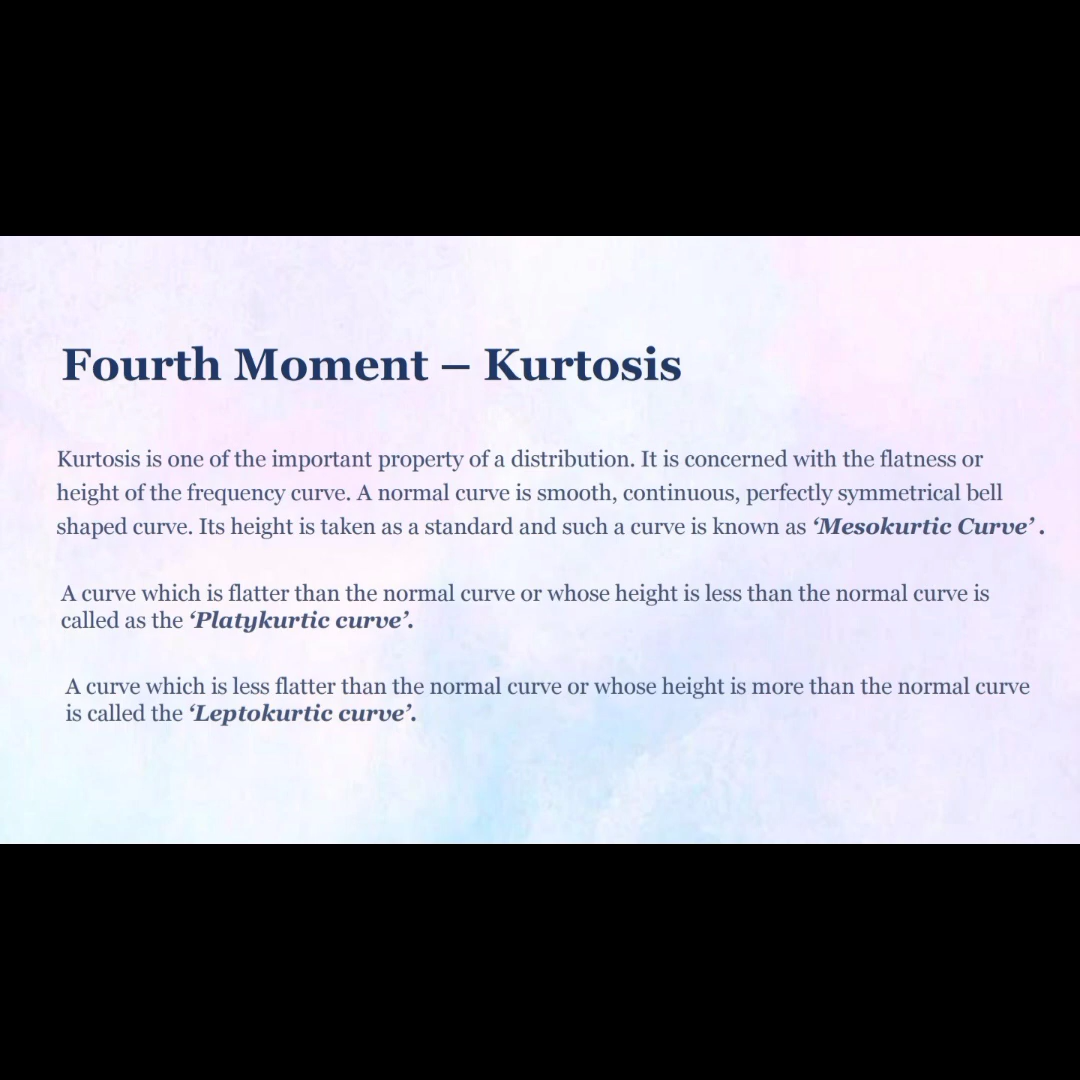 Fourth Moment – Kurtosis
Kurtosis is one of the important property of a distribution. It is concerned with the flatness or
height of the frequency curve. A normal curve is smooth, continuous, perfectly symmetrical bell
shaped curve. Its height is taken as a standard and such a curve is known as ‘Mesokurtic Curve’ .
A curve which is flatter than the normal curve or whose height is less than the normal curve is
called as the ‘Platykurtic curve’.
A curve which is less flatter than the normal curve or whose height is more than the normal curve
is called the ‘Leptokurtic curve’.